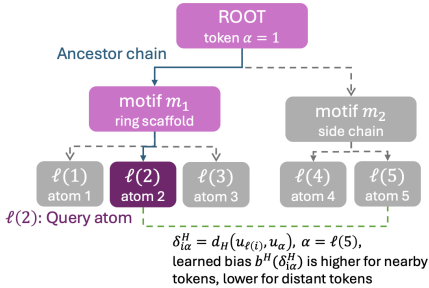 ROOT
token α = 1
Ancestor chain
motif m₁
ring scaffold
motif m₂
side chain
ℓ(1)
atom 1
ℓ(2)
atom 2
ℓ(3)
atom 3
ℓ(4)
atom 4
ℓ(5)
atom 5
ℓ(2): Query atom
δ_{iα}^H = d_H(u_{ℓ(i)}, u_α), α = ℓ(5),
learned bias b^H(δ_{iα}^H) is higher for nearby
tokens, lower for distant tokens